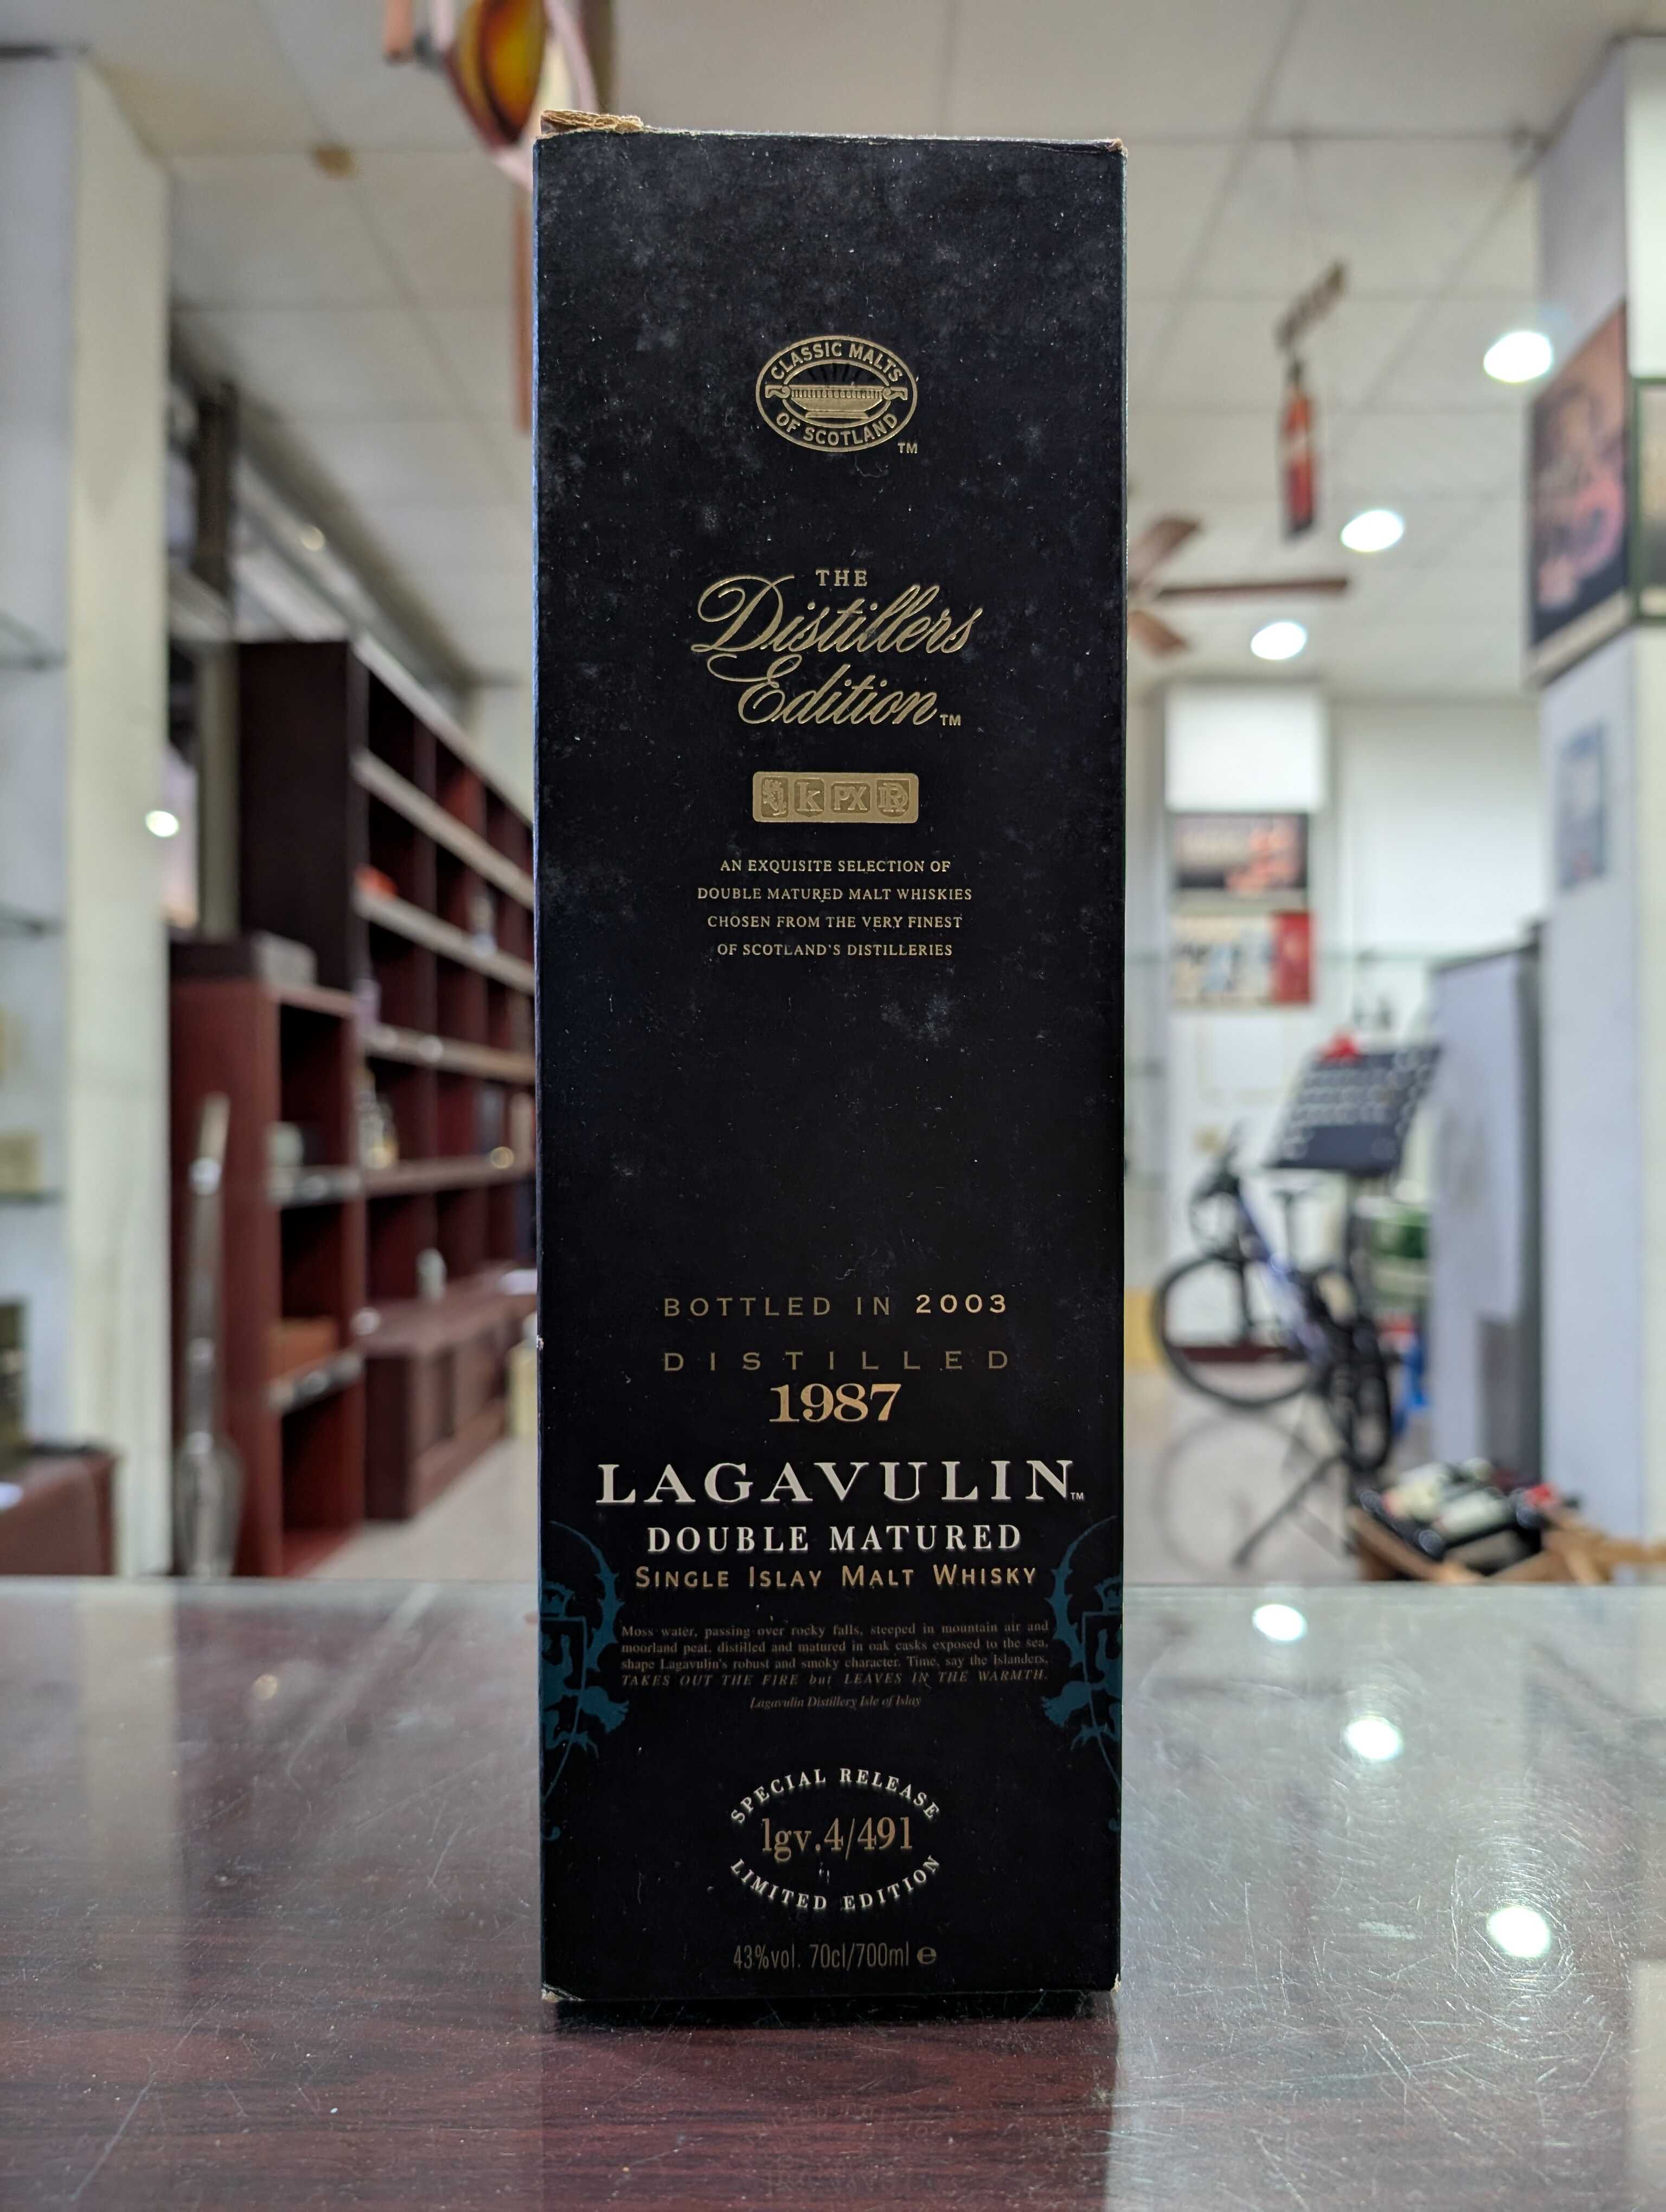 CLASSIC MALTS
OF SCOTLAND
TM
THE
Distillers
Edition TM
k PX
AN EXQUISITE SELECTION OF
DOUBLE MATURED MALT WHISKIES
CHOSEN FROM THE VERY FINEST
OF SCOTLAND'S DISTILLERIES
BOTTLED IN 2003
DISTILLED
1987
LAGAVULIN TM
DOUBLE MATURED
SINGLE ISLAY MALT WHISKY
Moss water, passing over rocky falls, steeped in mountain air and
moorland peat, distilled and matured in oak casks exposed to the sea,
shape Lagavulin's robust and smoky character. Time, say the Islanders,
TAKES OUT THE FIRE but LEAVES IN THE WARMTH.
Lagavulin Distillery Isle of Islay
SPECIAL RELEASE
lgv.4/491
LIMITED EDITION
43%vol. 70cl/700ml e